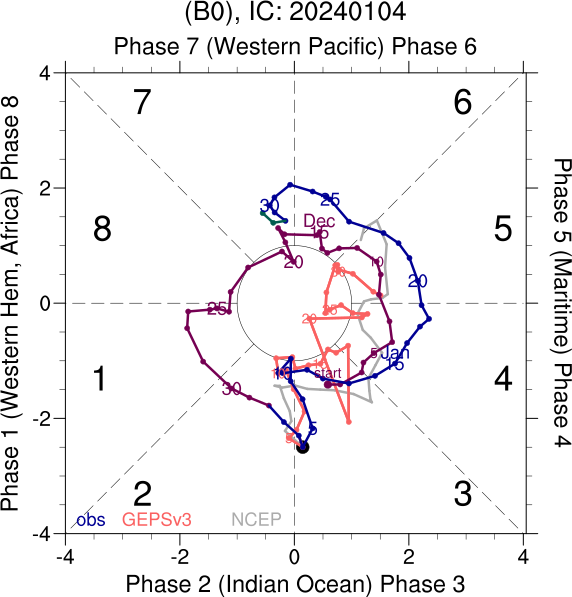 (B0), IC: 20240104
Phase 7 (Western Pacific) Phase 6
4
7
6
Phase 1 (Western Hem, Africa) Phase 8
Phase 5 (Maritime) Phase 4
2
30
25
Dec
15
8
5
20
10
20
25
0
20
15
5
Jan
15
1
4
start
10
30
5
-2
2
3
obs
GEPSv3
NCEP
-4
-4
-2
0
2
4
Phase 2 (Indian Ocean) Phase 3